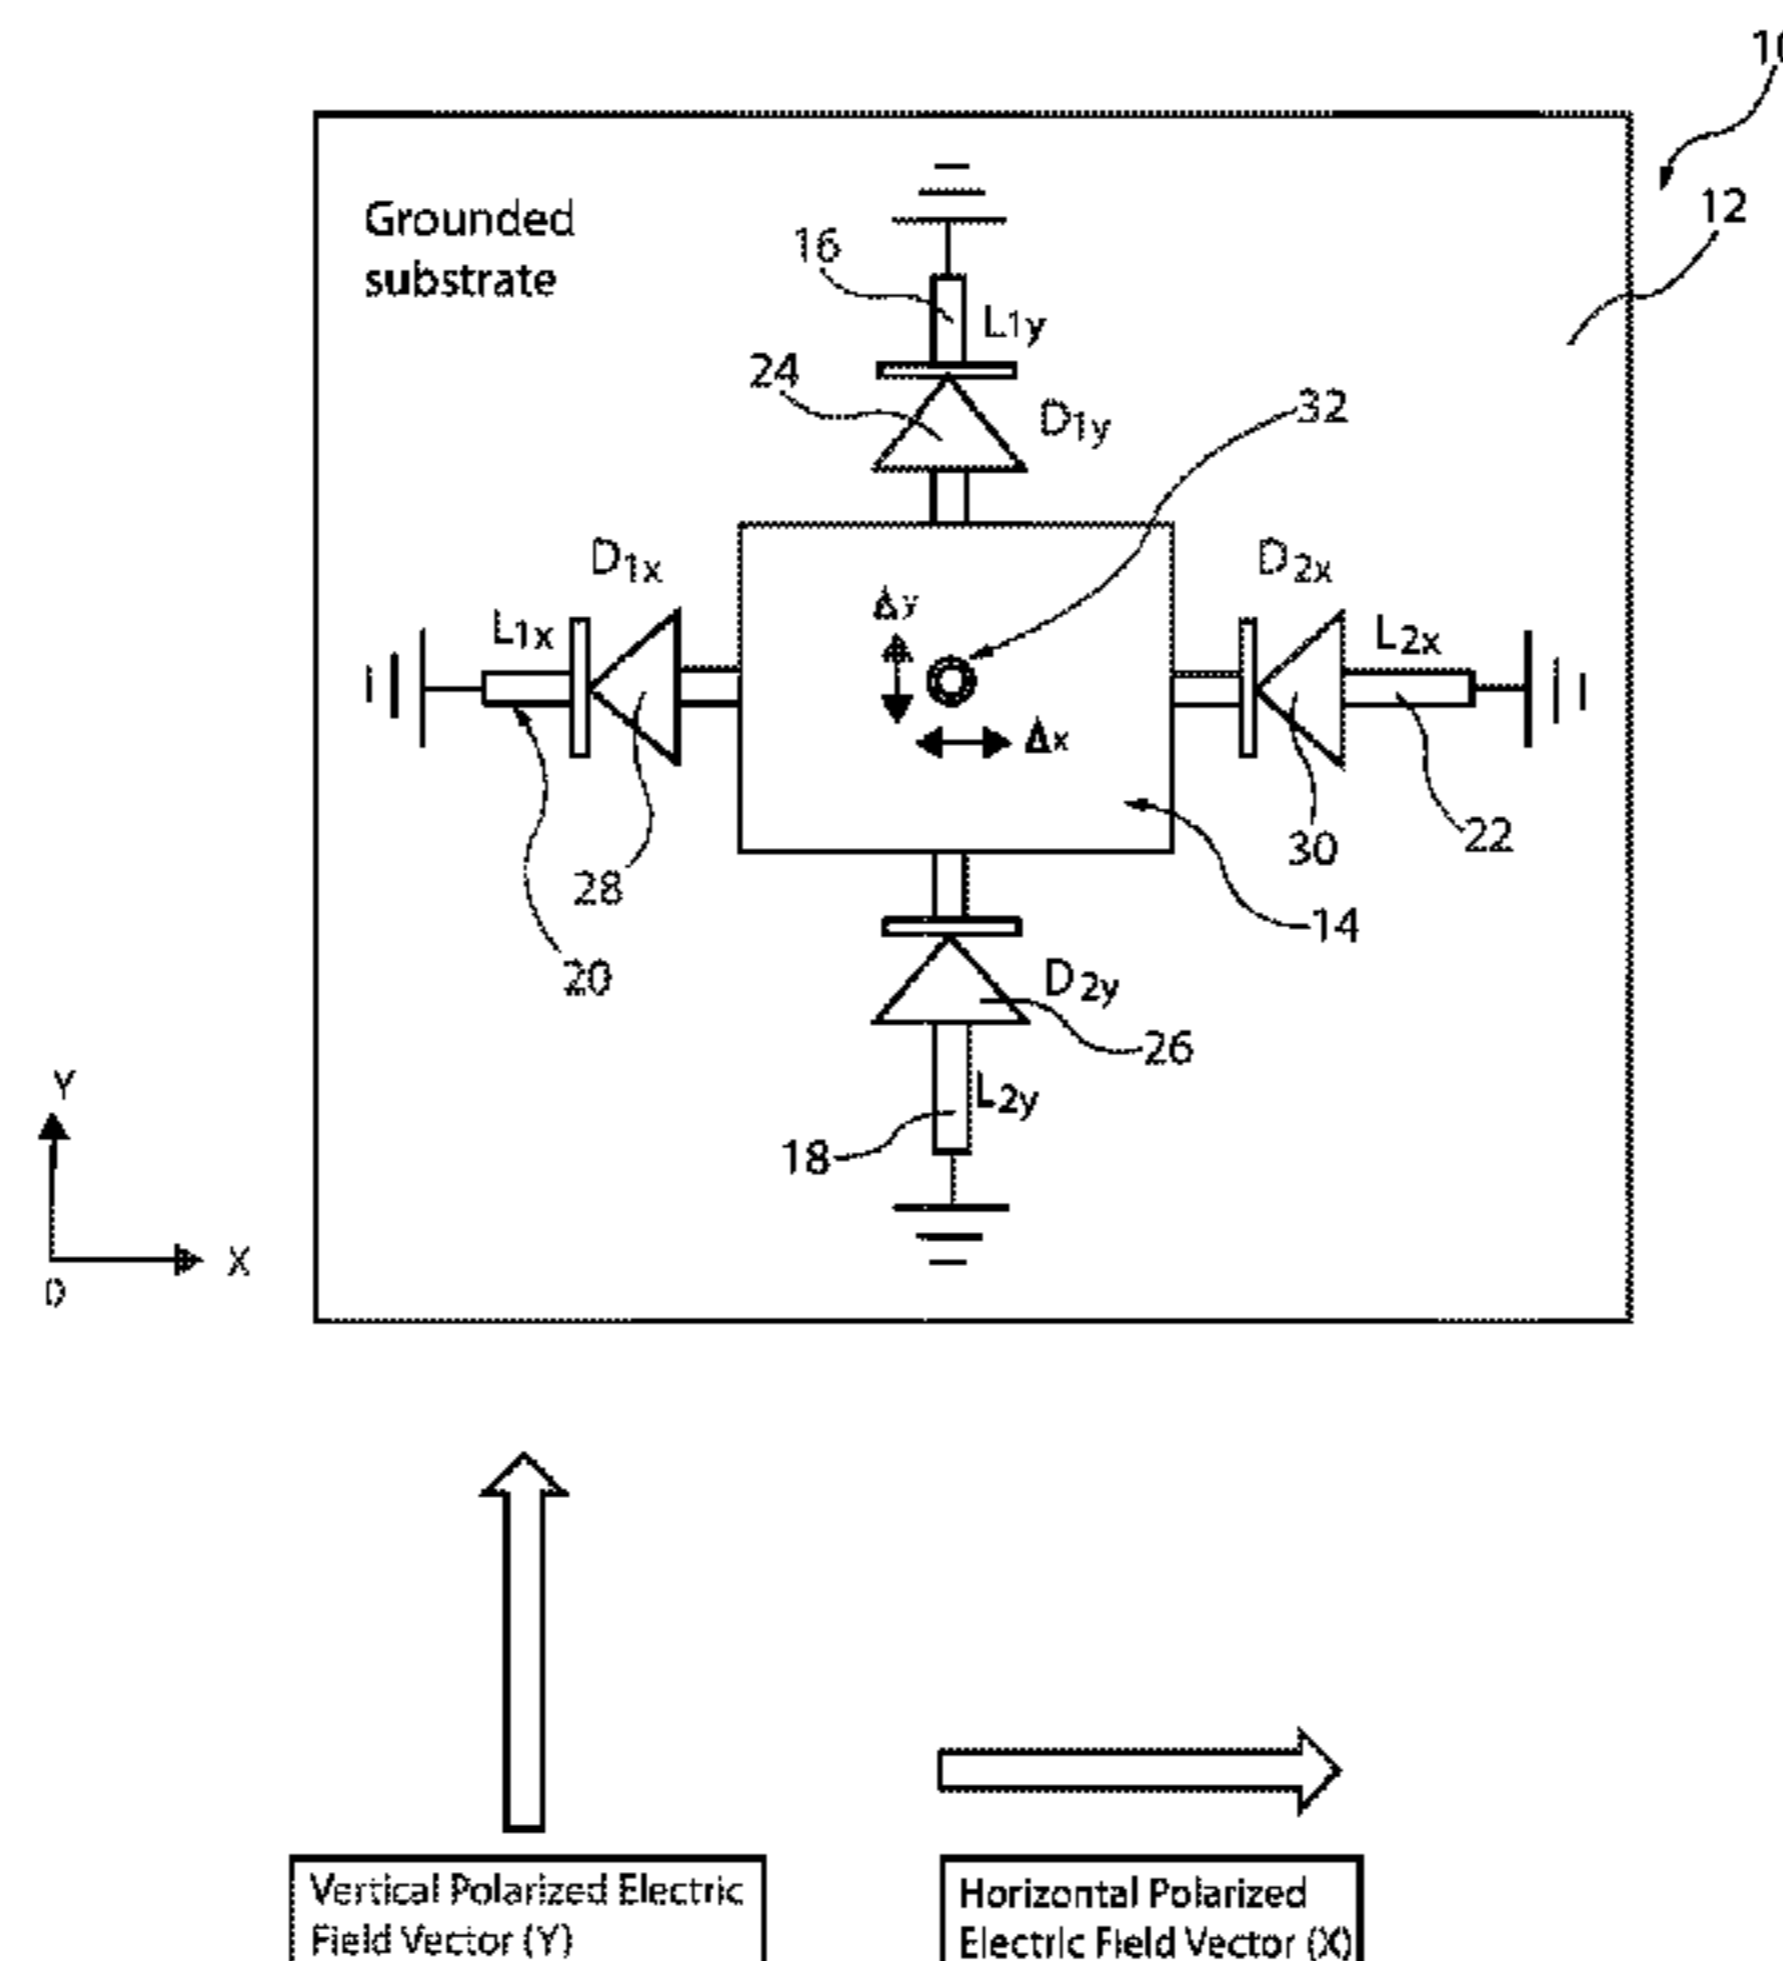 12
Grounded
substrate
16
L1y
24
D1y
32
D1x
D2x
Δy
L1x
L2x
Δx
28
30
22
14
20
D2y
26
Y
L2y
18
X
O
Vertical Polarized Electric
Field Vector (Y)
Horizontal Polarized
Electric Field Vector (X)